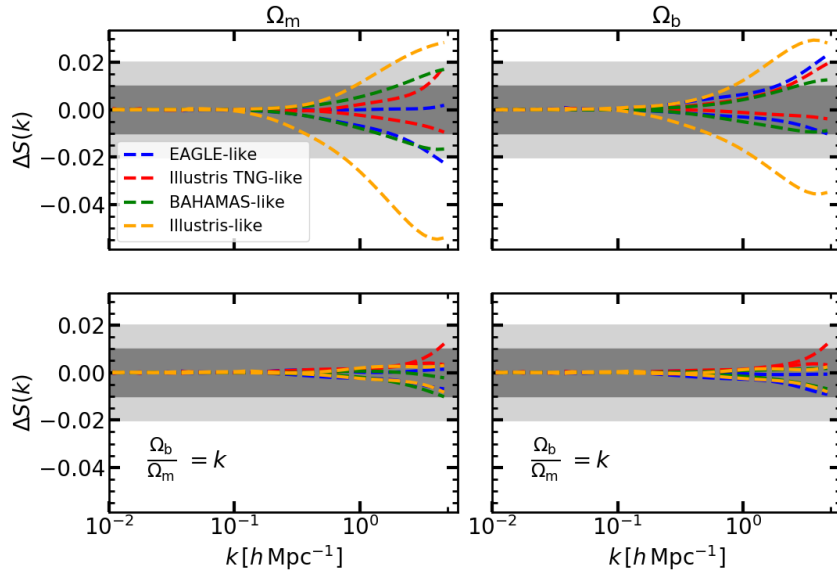 Ωm Ωb
0.02
0.00
−0.02
−0.04
ΔS(k)
EAGLE-like
Illustris TNG-like
BAHAMAS-like
Illustris-like
0.02
0.00
−0.02
−0.04
ΔS(k)
Ωb/Ωm = k Ωb/Ωm = k
10⁻² 10⁻¹ 10⁰ 10⁻² 10⁻¹ 10⁰
k [h Mpc⁻¹] k [h Mpc⁻¹]